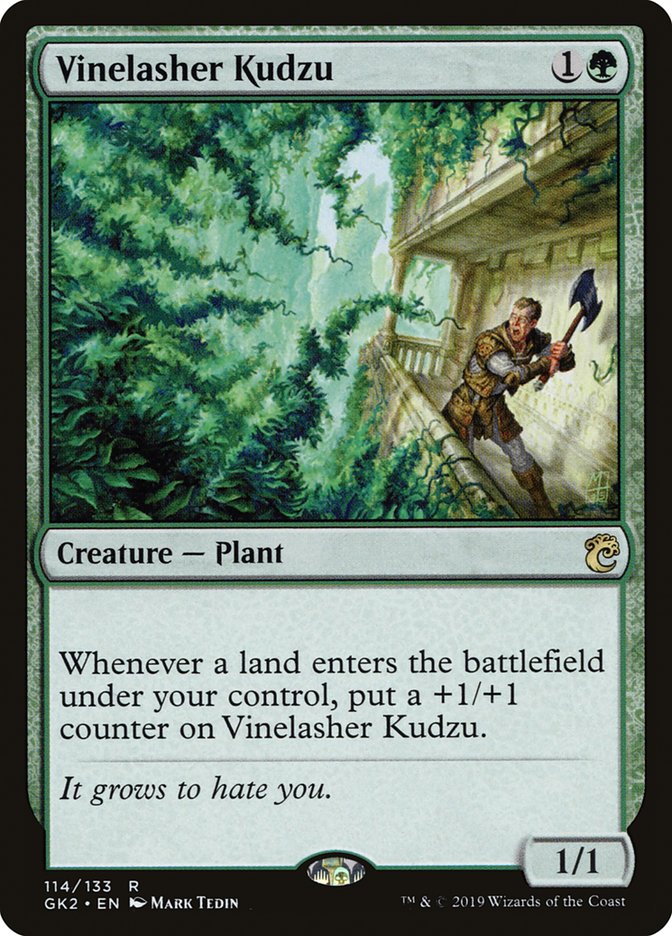 Vinelasher Kudzu 1
Creature — Plant
Whenever a land enters the battlefield
under your control, put a +1/+1
counter on Vinelasher Kudzu.
It grows to hate you.
1/1
114/133 R
GK2 • EN Mark Tedin
™ & © 2019 Wizards of the Coast